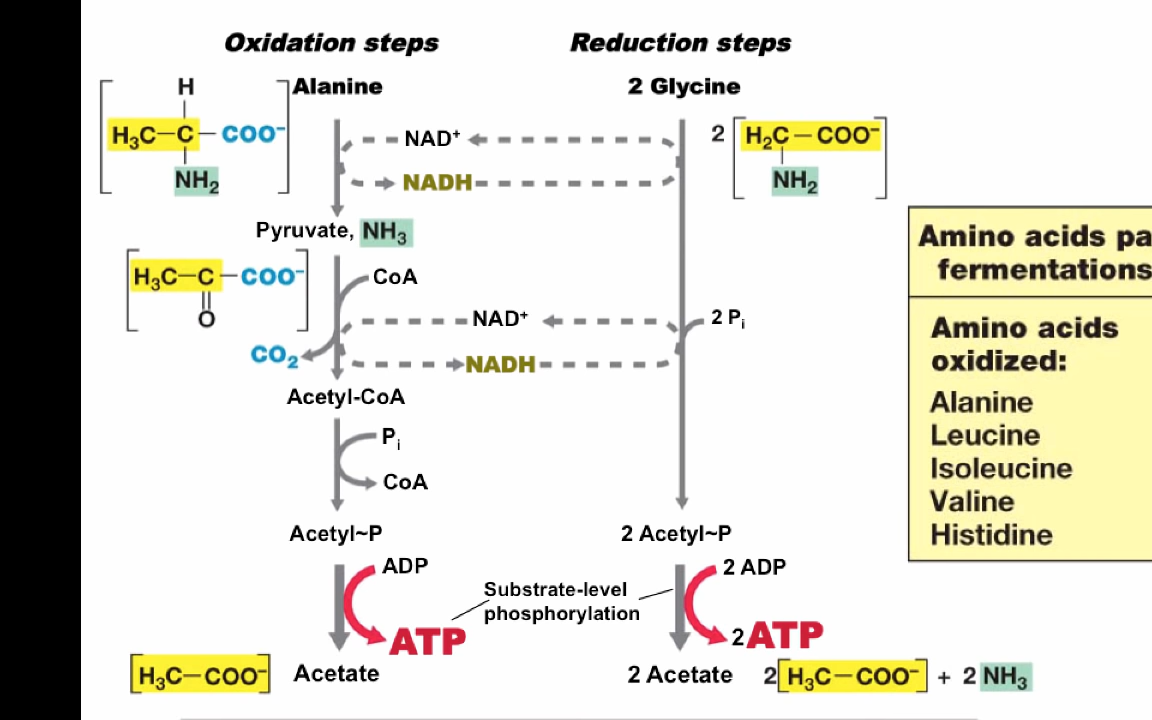 Oxidation steps
Reduction steps
H
Alanine
2 Glycine
H₃C–C–COO⁻
NH₂
NAD⁺
NADH
2
H₂C–COO⁻
NH₂
Pyruvate, NH₃
H₃C–C–COO⁻
O
CoA
NAD⁺
2 Pᵢ
CO₂
NADH
Acetyl-CoA
Pᵢ
CoA
Acetyl~P
2 Acetyl~P
ADP
2 ADP
Substrate-level
phosphorylation
ATP
2 ATP
H₃C–COO⁻
Acetate
2 Acetate
2 H₃C–COO⁻ + 2 NH₃
Amino acids pa
fermentations
Amino acids
oxidized:
Alanine
Leucine
Isoleucine
Valine
Histidine